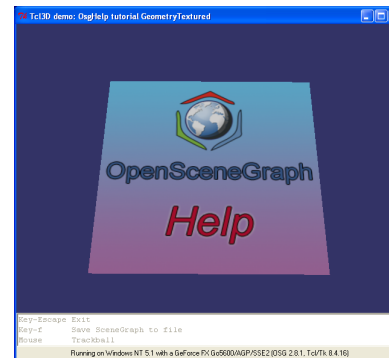 Tcl3D demo: OsgHelp tutorial GeometryTextured
OpenSceneGraph
Help
Key-Escape Exit
Key-f Save SceneGraph to file
Mouse Trackball
Running on Windows NT 5.1 with a GeForce FX Go5600/AGP/SSE2 (OSG 2.8.1, Tcl/Tk 8.4.16)